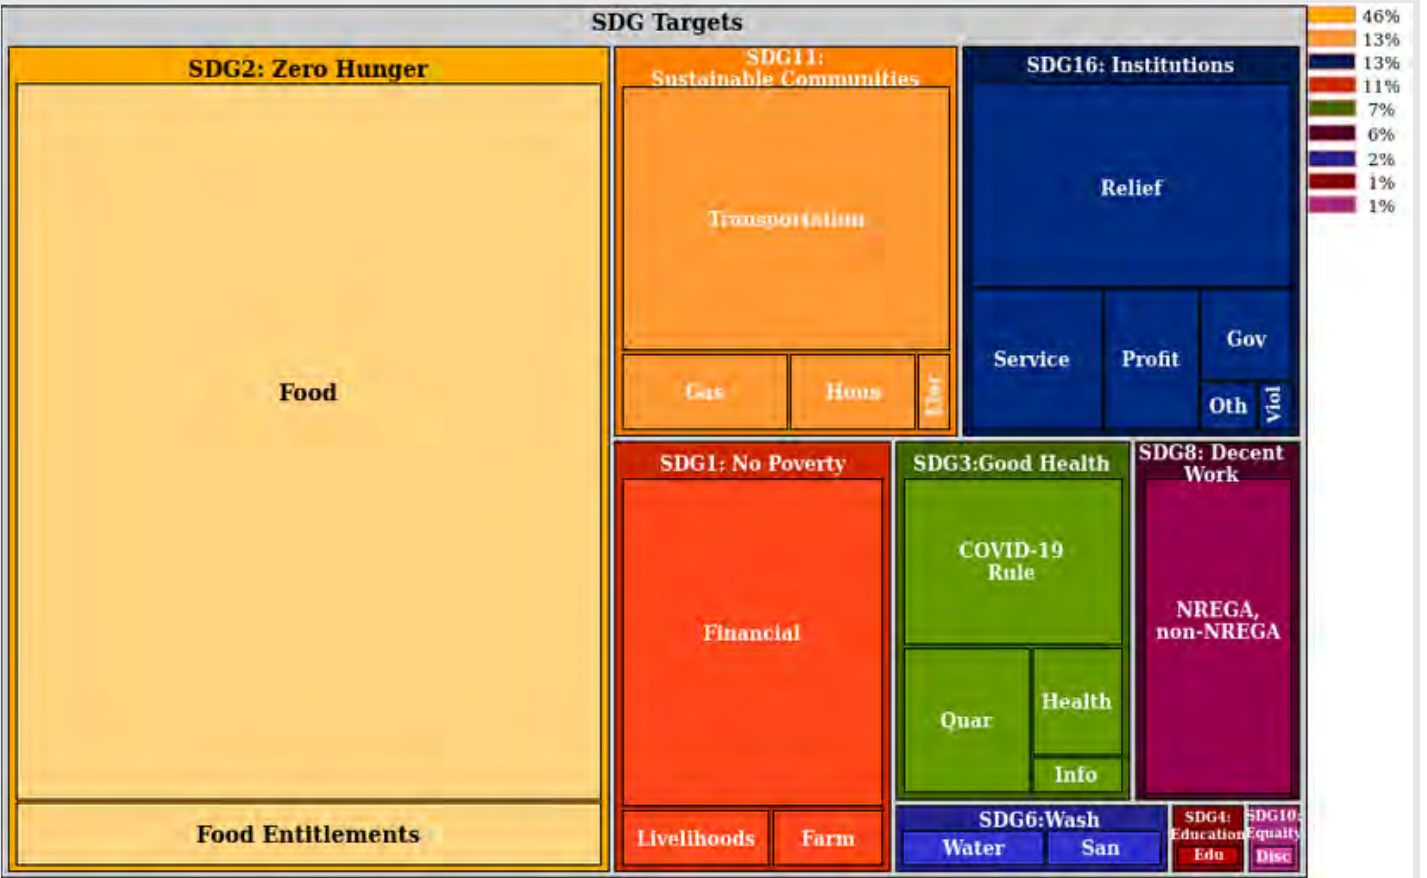 SDG Targets
SDG2: Zero Hunger
Food
Food Entitlements
SDG11:
Sustainable Communities
Transportation
Gas
Hous
Elec
SDG16: Institutions
Relief
Service
Profit
Gov
Oth
Viol
SDG1: No Poverty
Financial
Livelihoods
Farm
SDG3:Good Health
COVID-19
Rule
Quar
Health
Info
SDG8: Decent
Work
NREGA,
non-NREGA
SDG6:Wash
Water
San
SDG4:
Education
Edu
SDG10:
Equality
Disc
46%
13%
13%
11%
7%
6%
2%
1%
1%